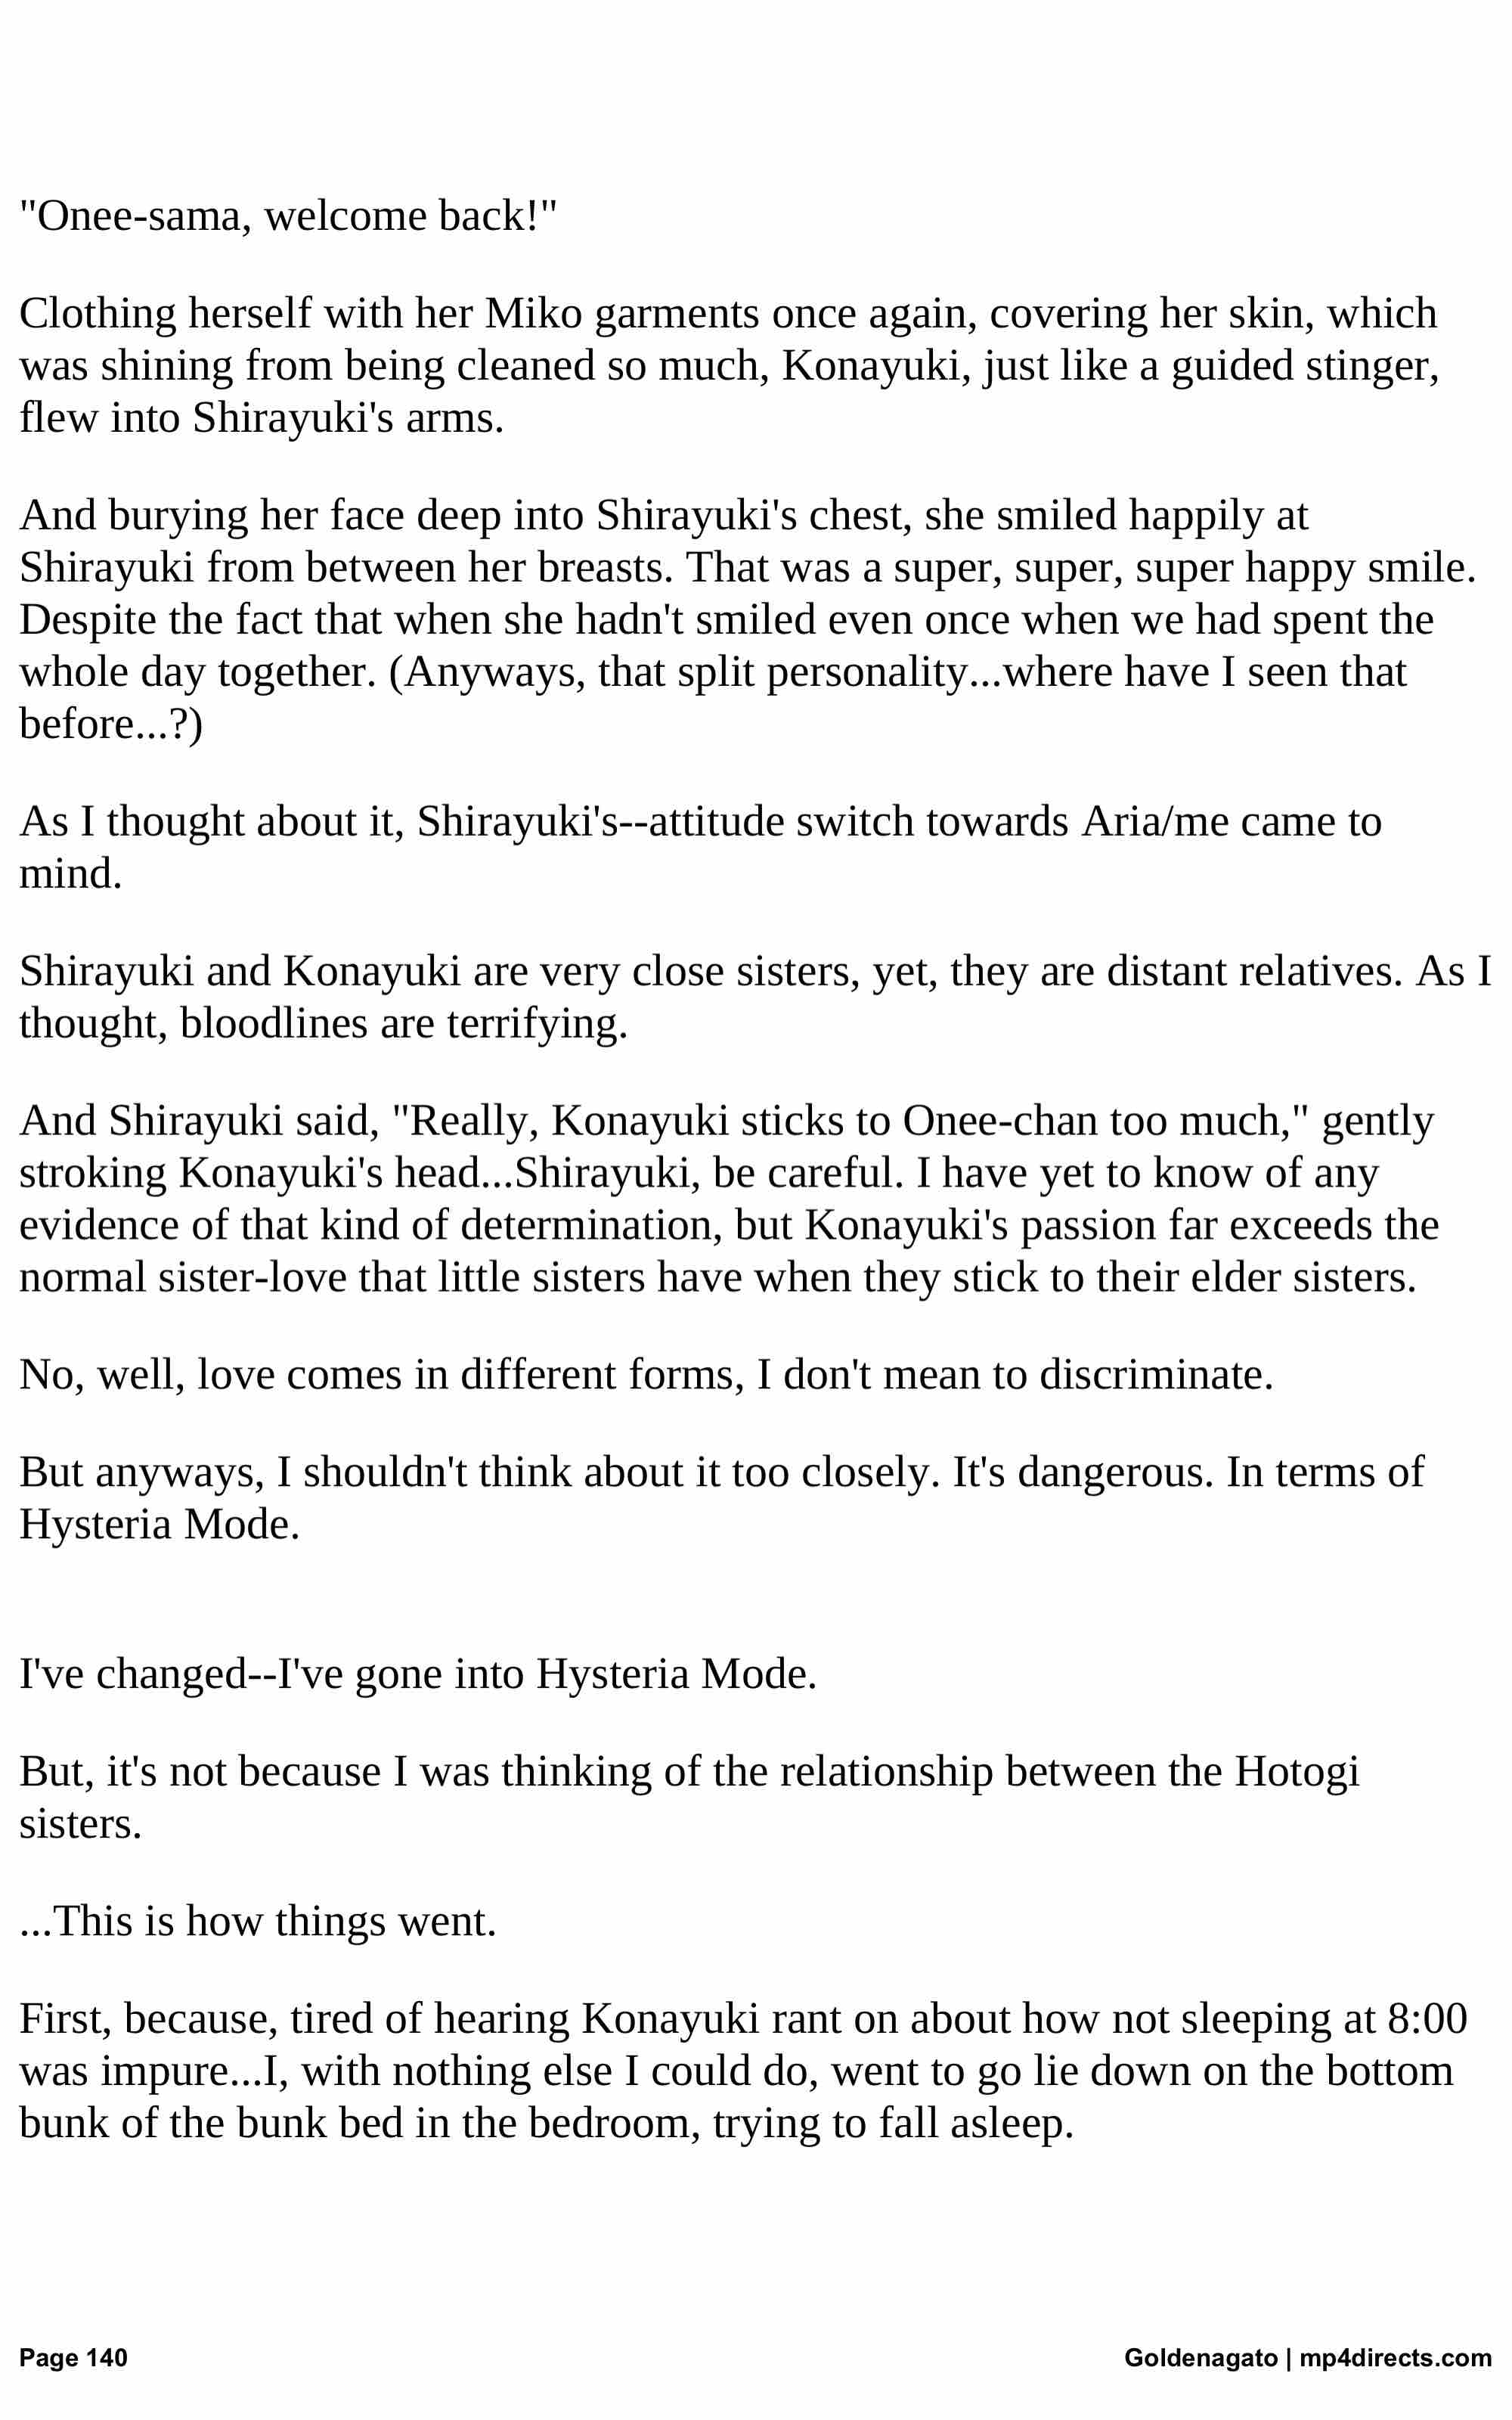 "Onee-sama, welcome back!"
Clothing herself with her Miko garments once again, covering her skin, which
was shining from being cleaned so much, Konayuki, just like a guided stinger,
flew into Shirayuki's arms.
And burying her face deep into Shirayuki's chest, she smiled happily at
Shirayuki from between her breasts. That was a super, super, super happy smile.
Despite the fact that when she hadn't smiled even once when we had spent the
whole day together. (Anyways, that split personality...where have I seen that
before...?)
As I thought about it, Shirayuki's--attitude switch towards Aria/me came to
mind.
Shirayuki and Konayuki are very close sisters, yet, they are distant relatives. As I
thought, bloodlines are terrifying.
And Shirayuki said, "Really, Konayuki sticks to Onee-chan too much," gently
stroking Konayuki's head...Shirayuki, be careful. I have yet to know of any
evidence of that kind of determination, but Konayuki's passion far exceeds the
normal sister-love that little sisters have when they stick to their elder sisters.
No, well, love comes in different forms, I don't mean to discriminate.
But anyways, I shouldn't think about it too closely. It's dangerous. In terms of
Hysteria Mode.
I've changed--I've gone into Hysteria Mode.
But, it's not because I was thinking of the relationship between the Hotogi
sisters.
...This is how things went.
First, because, tired of hearing Konayuki rant on about how not sleeping at 8:00
was impure...I, with nothing else I could do, went to go lie down on the bottom
bunk of the bunk bed in the bedroom, trying to fall asleep.
Page 140
Goldenagato | mp4directs.com